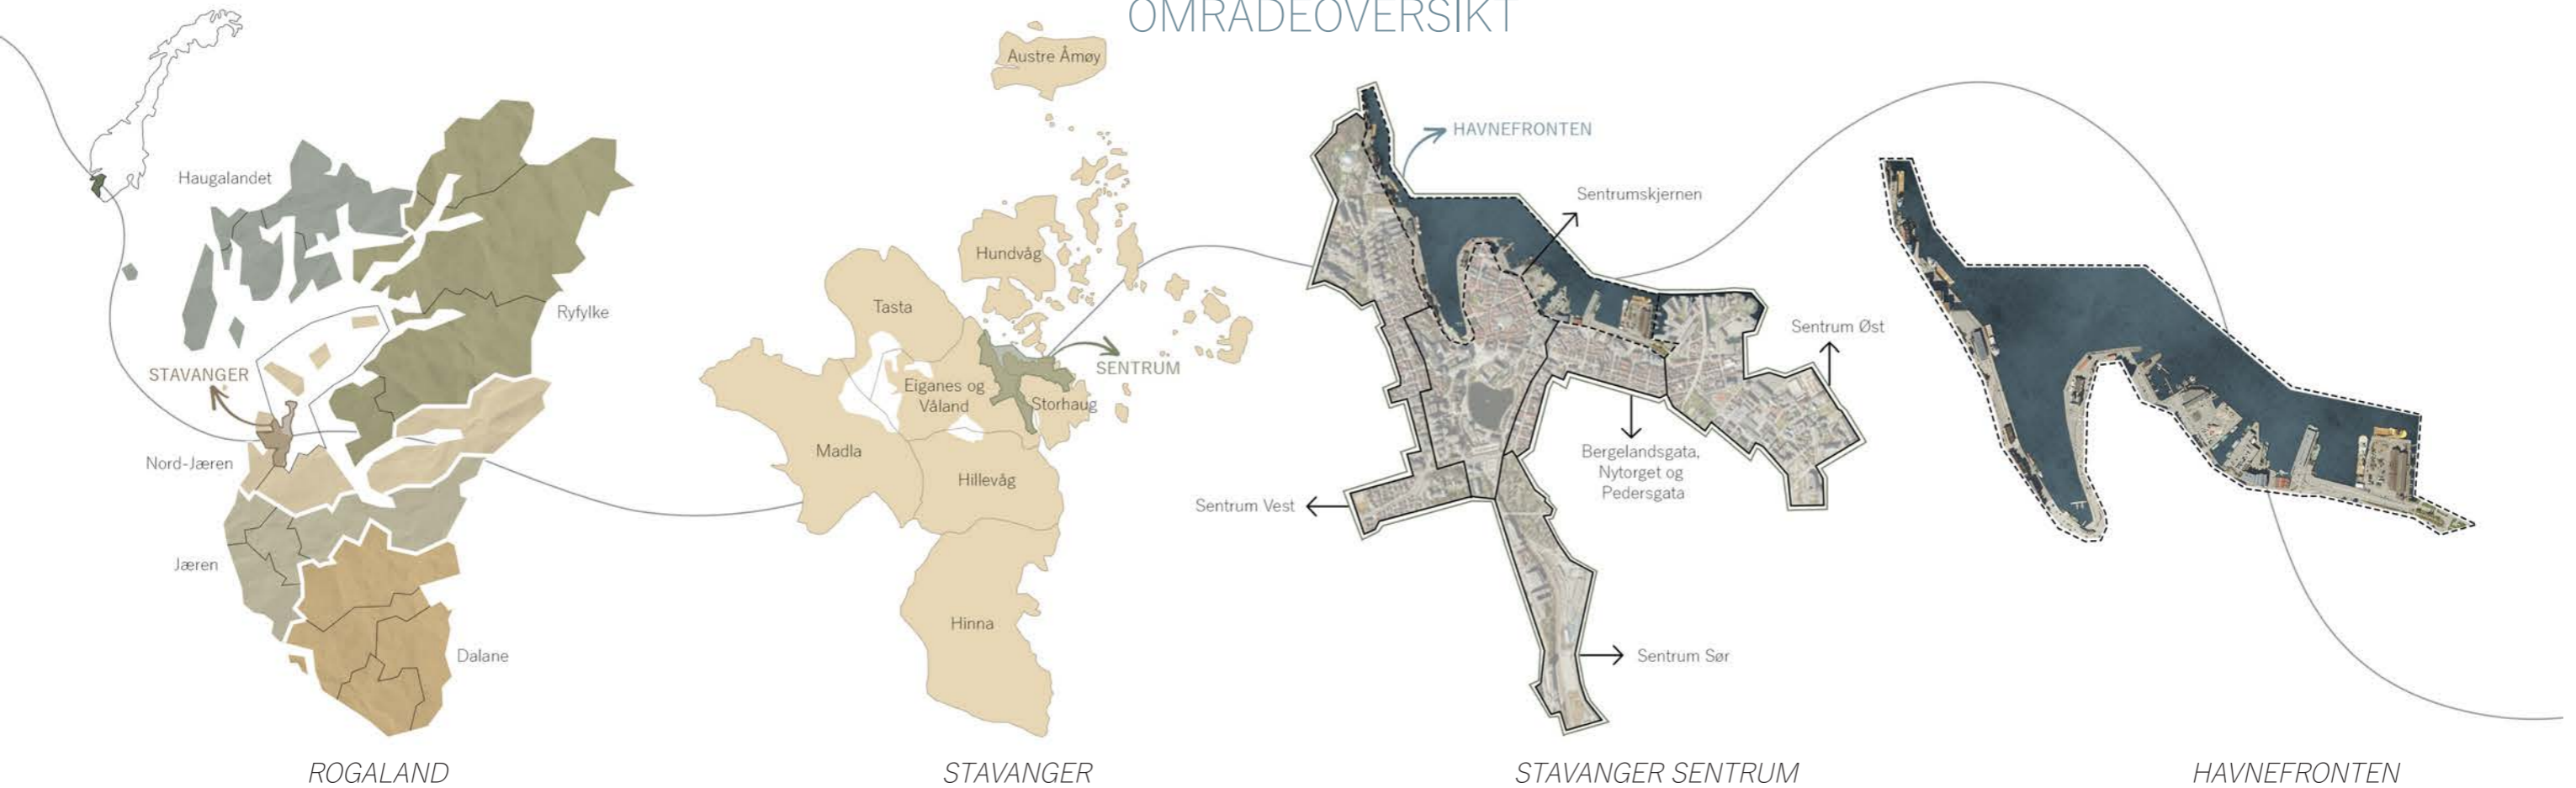 OMRÅDEOVERSIKT
Haugalandet
Ryfylke
STAVANGER
Nord-Jæren
Jæren
Dalane
ROGALAND
Austre Åmøy
Hundvåg
Tasta
SENTRUM
Eiganes og
Våland
Storhaug
Madla
Hillevåg
Hinna
STAVANGER
HAVNEFRONTEN
Sentrumskjernen
Sentrum Øst
Bergelandsgata,
Nytorget og
Pedersgata
Sentrum Vest
Sentrum Sør
STAVANGER SENTRUM
HAVNEFRONTEN